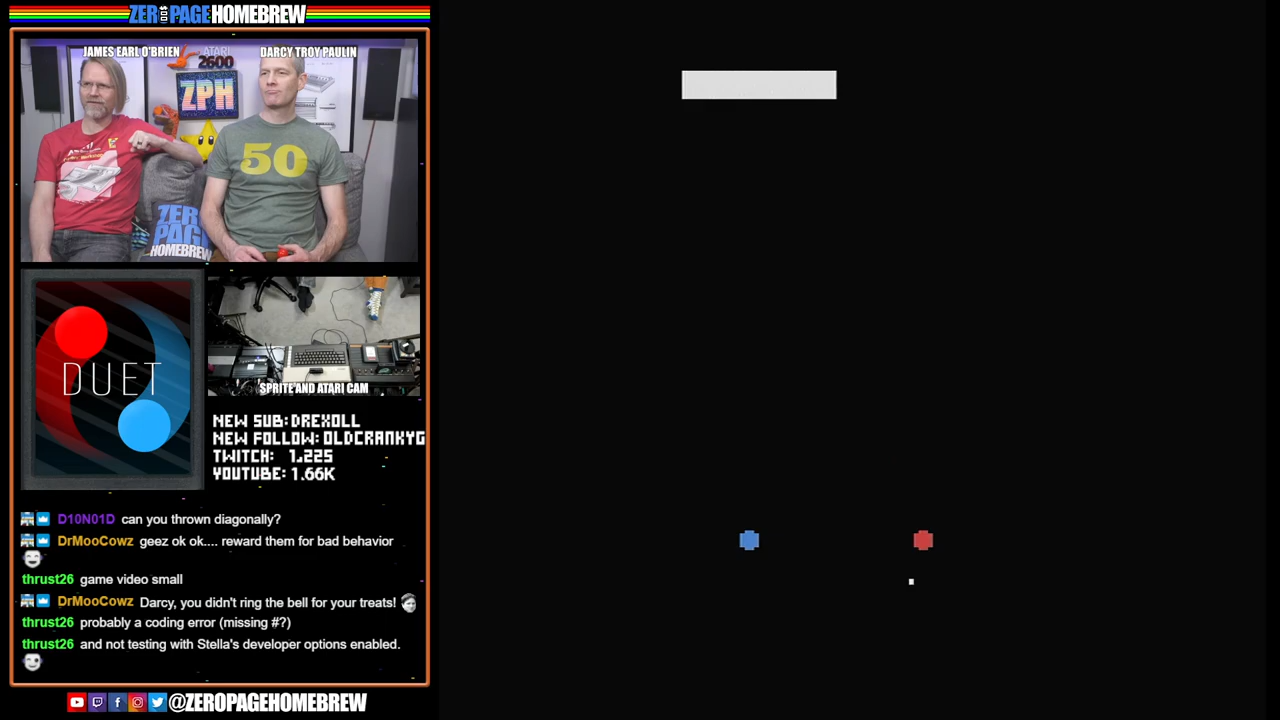 ZERO PAGE HOMEBREW
JAMES EARL O'BRIEN
ATARI
2600
DARCY TROY PAULIN
ZPH
50
ZERO
PAGE
HOMEBREW
DUET
SPRITE AND ATARI CAM
NEW SUB: DREXOLL
NEW FOLLOW: OLDCRANKYG
TWITCH: 1,225
YOUTUBE: 1.66K
D10N01D can you thrown diagonally?
DrMooCowz geez ok ok.... reward them for bad behavior
thrust26 game video small
DrMooCowz Darcy, you didn't ring the bell for your treats!
thrust26 probably a coding error (missing #?)
thrust26 and not testing with Stella's developer options enabled.
@ZEROPAGEHOMEBREW